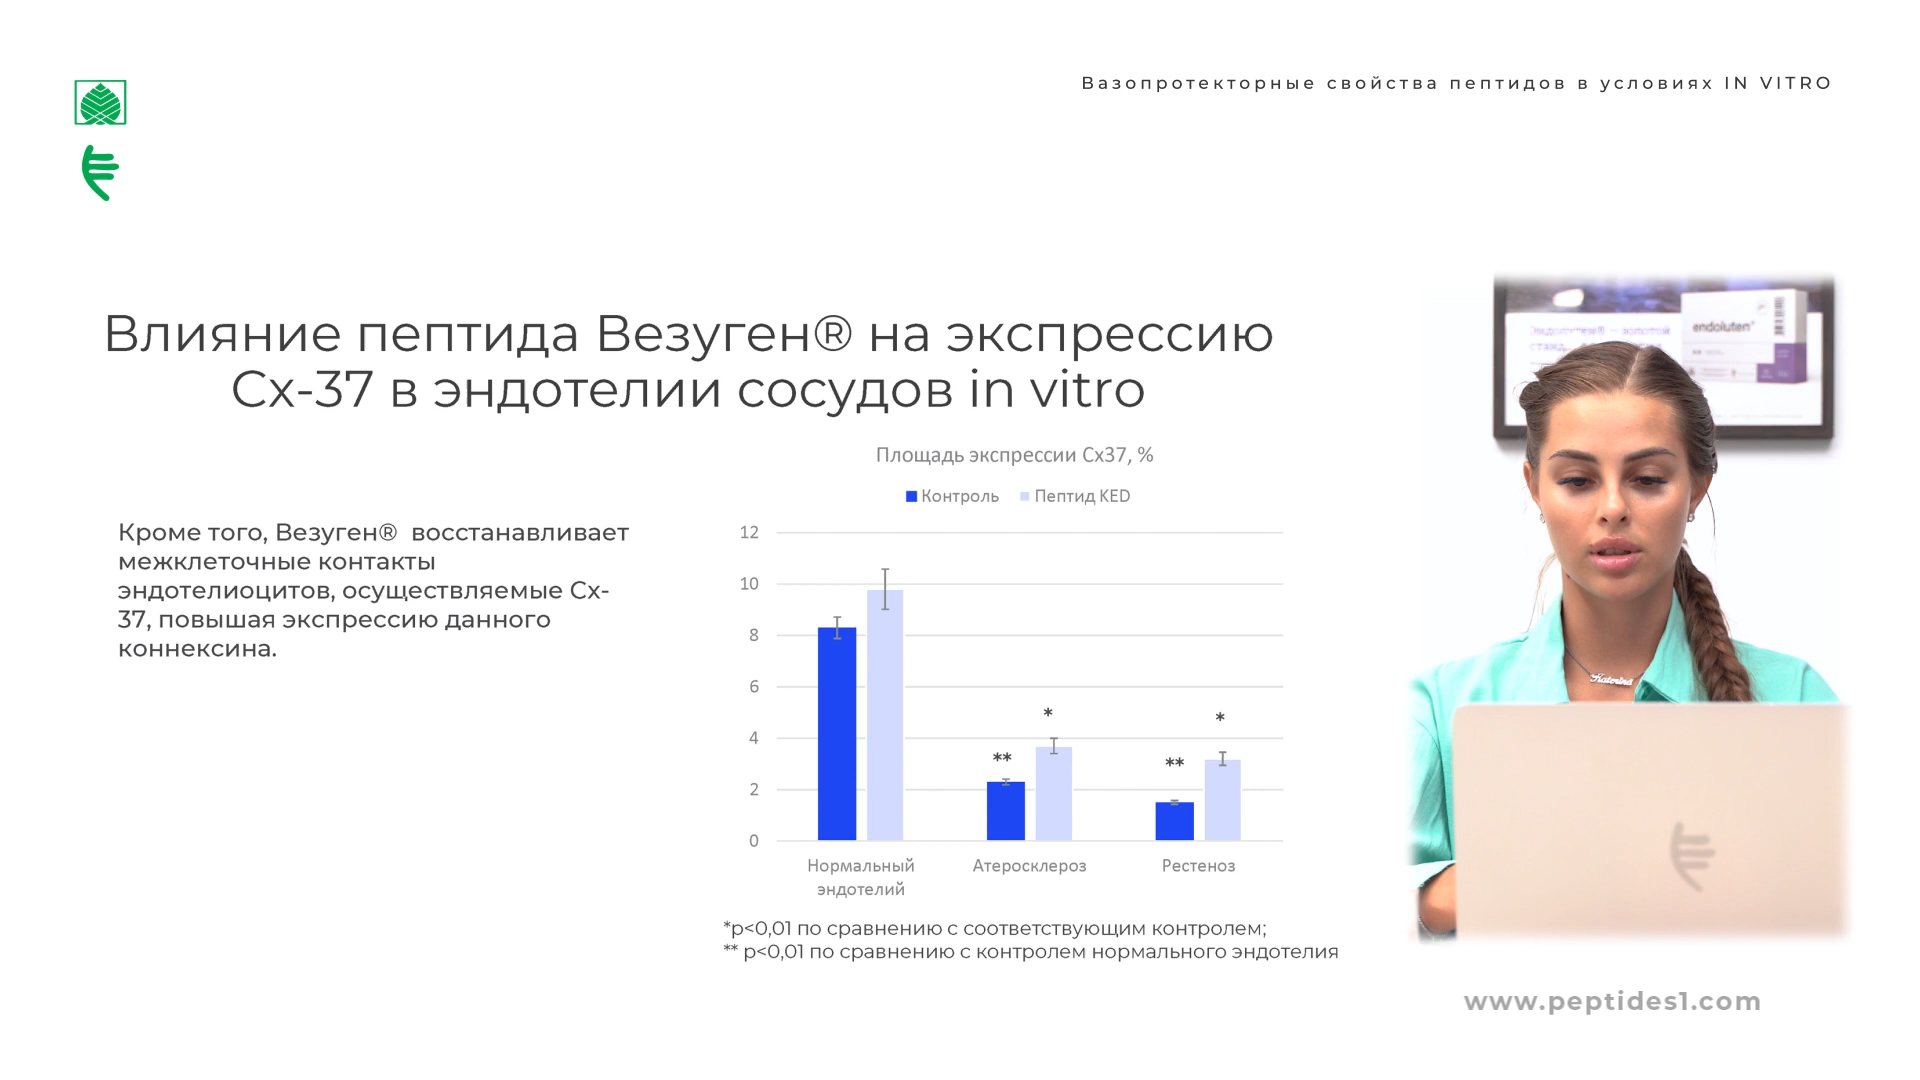 Вазопротекторные свойства пептидов в условиях IN VITRO
endoluten
Влияние пептида Везуген® на экспрессию
Сх-37 в эндотелии сосудов in vitro
Площадь экспрессии Сх37, %
Контроль Пептид KED
Кроме того, Везуген® восстанавливает
межклеточные контакты
эндотелиоцитов, осуществляемые Сх-
37, повышая экспрессию данного
коннексина.
12
10
8
6
4
2
0
* *
** **
Нормальный
эндотелий
Атеросклероз
Рестеноз
*p<0,01 по сравнению с соответствующим контролем;
** p<0,01 по сравнению с контролем нормального эндотелия
Katerina
www.peptides1.com